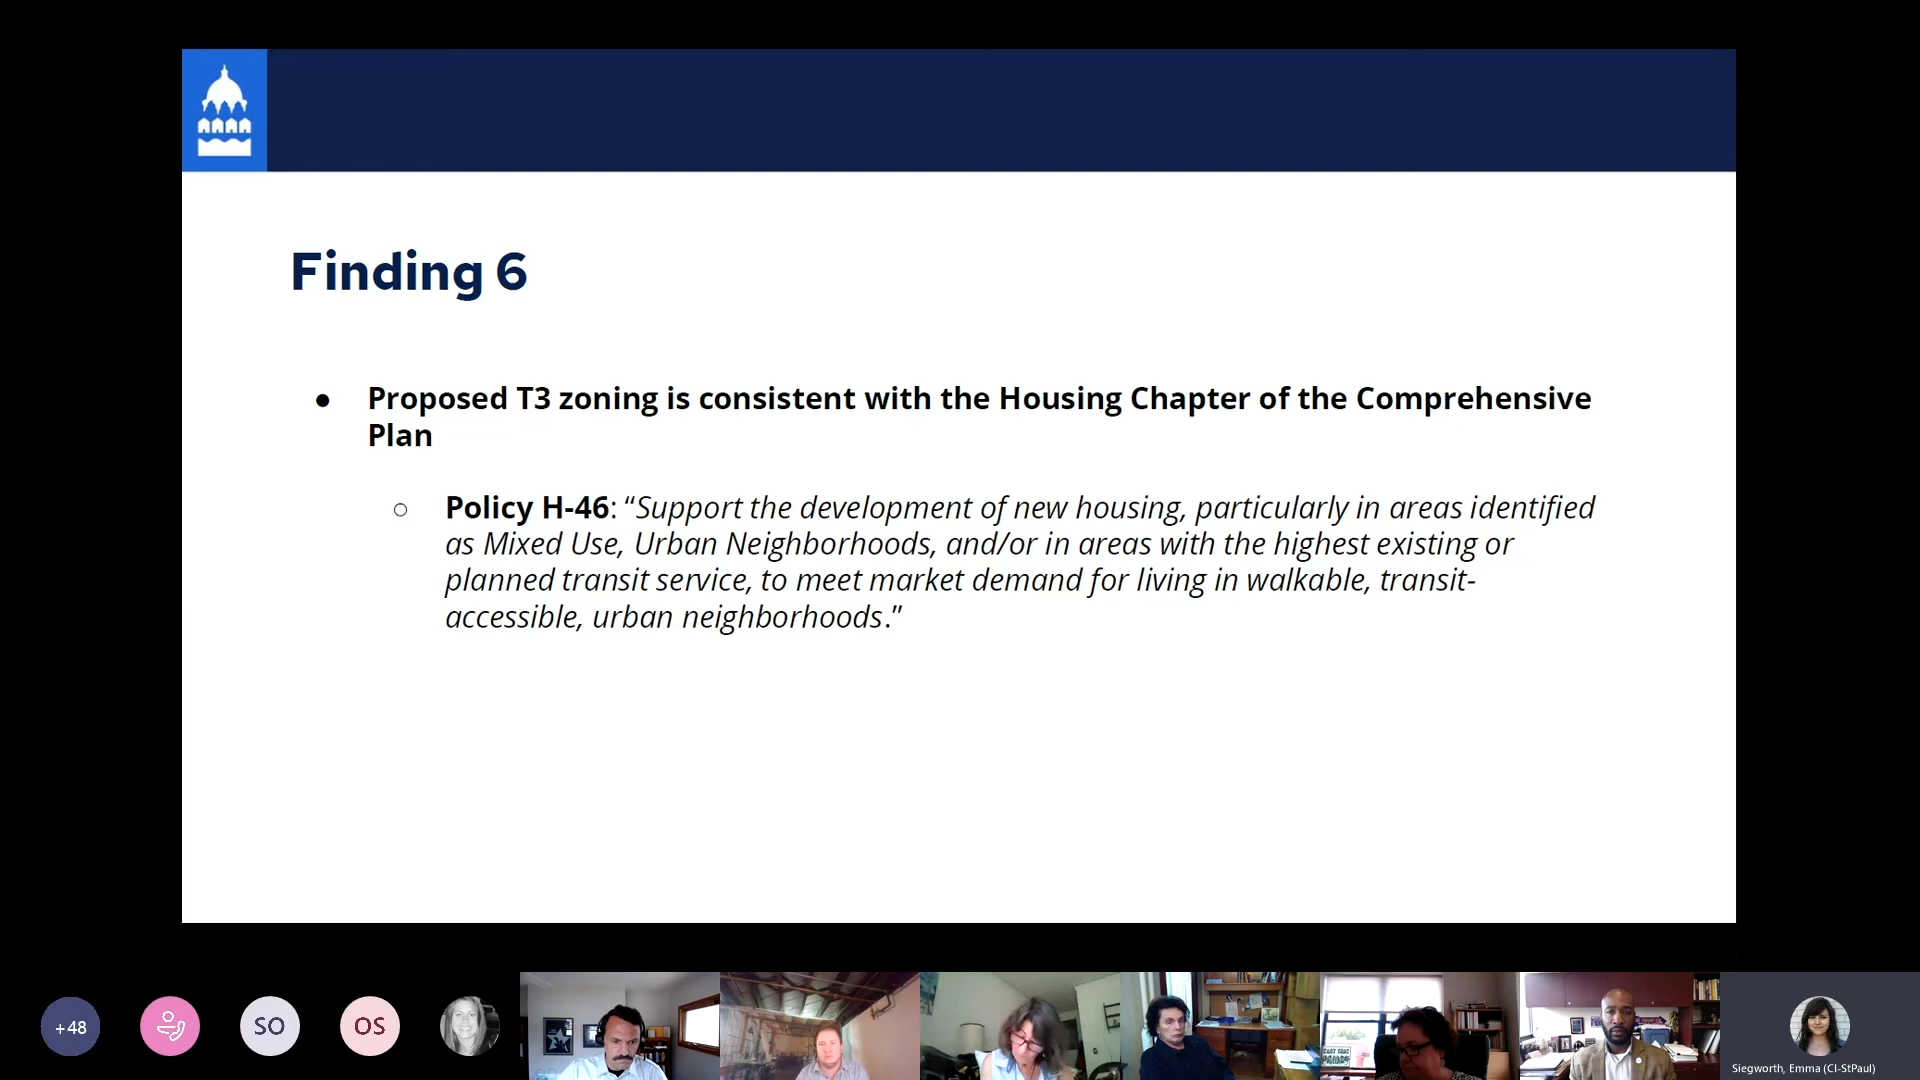 Finding 6
● Proposed T3 zoning is consistent with the Housing Chapter of the Comprehensive
Plan
○ Policy H-46: “Support the development of new housing, particularly in areas identified
as Mixed Use, Urban Neighborhoods, and/or in areas with the highest existing or
planned transit service, to meet market demand for living in walkable, transit-
accessible, urban neighborhoods.”
+48
SO
OS
Siegworth, Emma (CI-StPaul)